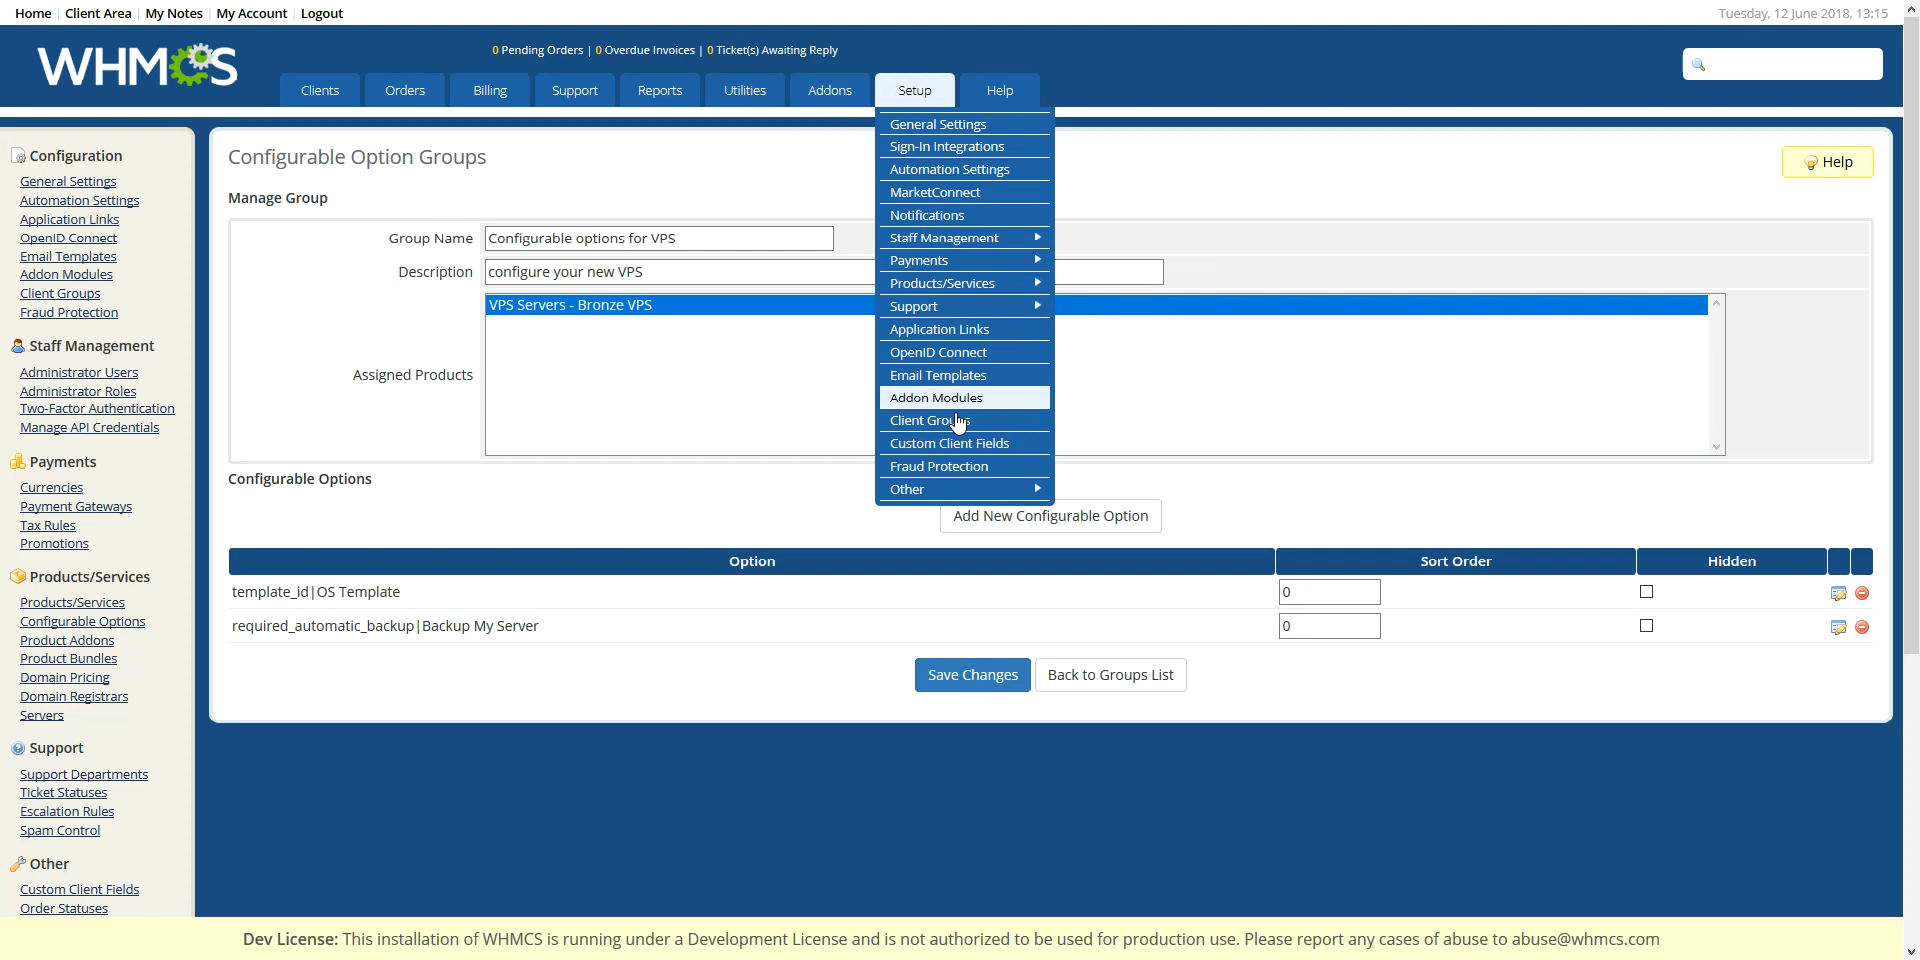 Home Client Area My Notes My Account Logout
Tuesday, 12 June 2018, 13:15
WHMCS
0 Pending Orders | 0 Overdue Invoices | 0 Ticket(s) Awaiting Reply
Clients Orders Billing Support Reports Utilities Addons Setup Help
General Settings
Sign-In Integrations
Automation Settings
MarketConnect
Notifications
Staff Management
Payments
Products/Services
Support
Application Links
OpenID Connect
Email Templates
Addon Modules
Client Groups
Custom Client Fields
Fraud Protection
Other
Configuration
General Settings
Automation Settings
Application Links
OpenID Connect
Email Templates
Addon Modules
Client Groups
Fraud Protection
Staff Management
Administrator Users
Administrator Roles
Two-Factor Authentication
Manage API Credentials
Payments
Currencies
Payment Gateways
Tax Rules
Promotions
Products/Services
Products/Services
Configurable Options
Product Addons
Product Bundles
Domain Pricing
Domain Registrars
Servers
Support
Support Departments
Ticket Statuses
Escalation Rules
Spam Control
Other
Custom Client Fields
Order Statuses
Configurable Option Groups
Help
Manage Group
Group Name Configurable options for VPS
Description configure your new VPS
VPS Servers - Bronze VPS
Assigned Products
Configurable Options
Add New Configurable Option
Option Sort Order Hidden
template_id|OS Template 0
required_automatic_backup|Backup My Server 0
Save Changes Back to Groups List
Dev License: This installation of WHMCS is running under a Development License and is not authorized to be used for production use. Please report any cases of abuse to abuse@whmcs.com